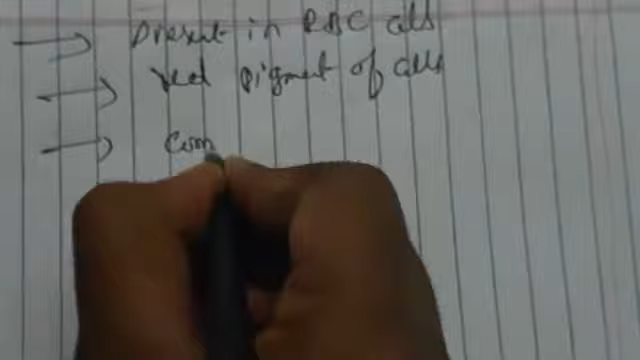 → Present in RBC cells
→ red pigment of cells
→ Com